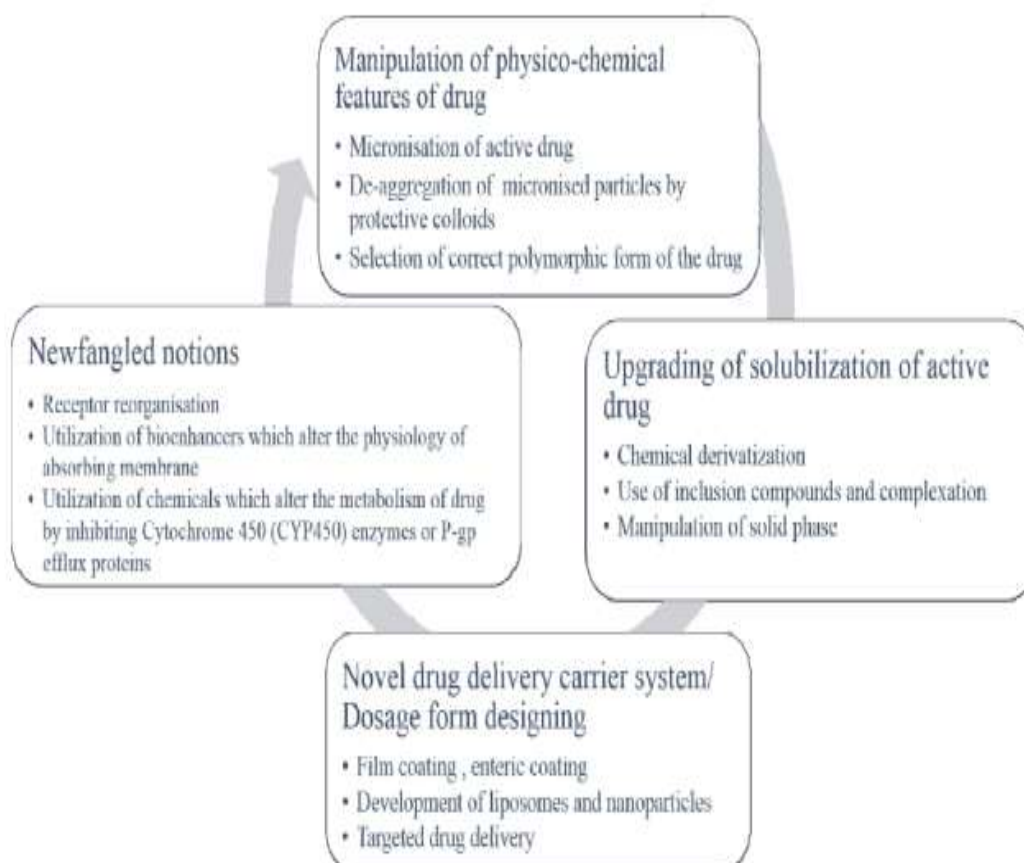 Manipulation of physico-chemical
features of drug
• Micronisation of active drug
• De-aggregation of micronised particles by
protective colloids
• Selection of correct polymorphic form of the drug
Upgrading of solubilization of active
drug
• Chemical derivatization
• Use of inclusion compounds and complexation
• Manipulation of solid phase
Novel drug delivery carrier system/
Dosage form designing
• Film coating , enteric coating
• Development of liposomes and nanoparticles
• Targeted drug delivery
Newfangled notions
• Receptor reorganisation
• Utilization of bioenhancers which alter the physiology of
absorbing membrane
• Utilization of chemicals which alter the metabolism of drug
by inhibiting Cytochrome 450 (CYP450) enzymes or P-gp
efflux proteins